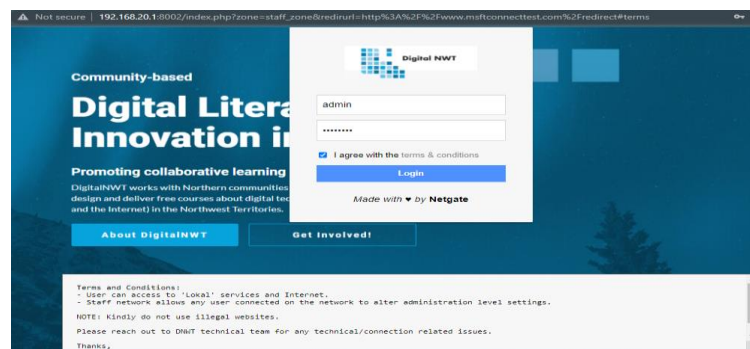 Not secure | 192.168.20.1:8002/index.php?zone=staff_zone&redirurl=http%3A%2F%2Fwww.msftconnecttest.com%2Fredirect#terms
Digital NWT
Community-based
Digital Litera
Innovation in
admin
••••••••
I agree with the terms & conditions
Login
Made with ♥ by Netgate
Promoting collaborative learning
DigitalNWT works with Northern communities
design and deliver free courses about digital tec
and the Internet) in the Northwest Territories.
About DigitalNWT
Get Involved!
Terms and Conditions:
- User can access to 'Lokal' services and Internet.
- Staff network allows any user connected on the network to alter administration level settings.
NOTE: Kindly do not use illegal websites.
Please reach out to DNWT technical team for any technical/connection related issues.
Thanks,